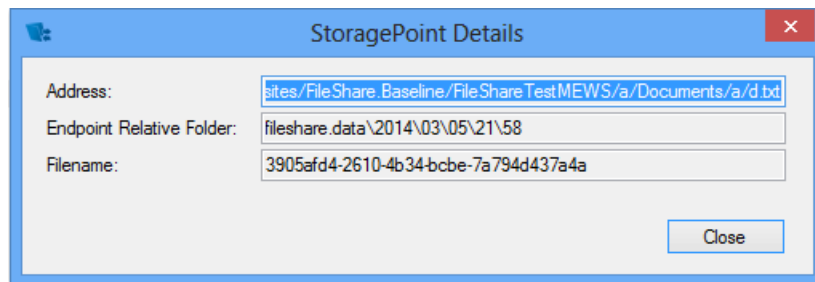 StoragePoint Details
Address: sites/FileShare.Baseline/FileShareTestMEWS/a/Documents/a/d.txt
Endpoint Relative Folder: fileshare.data\2014\03\05\21\58
Filename: 3905afd4-2610-4b34-bcbe-7a794d437a4a
Close